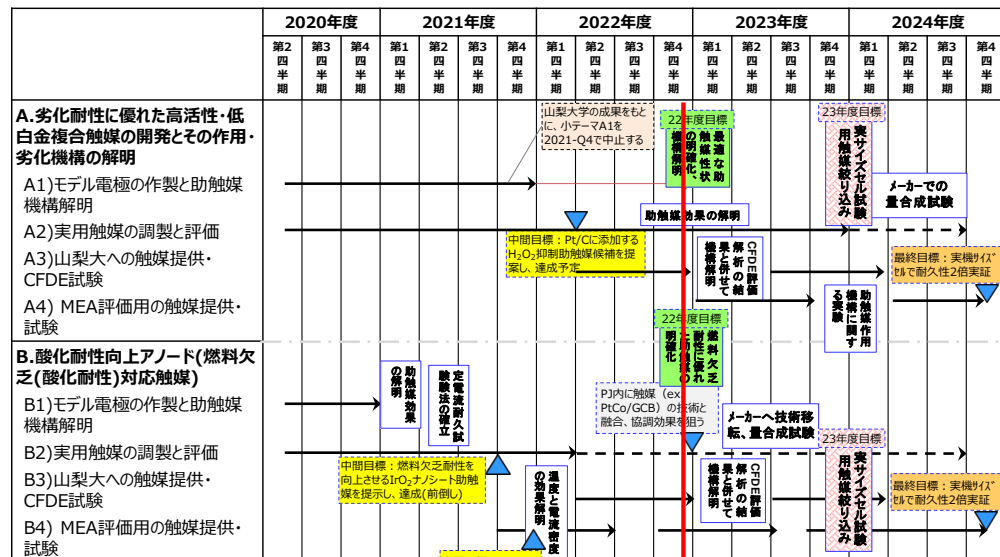 2020年度
2021年度
2022年度
2023年度
2024年度
第2四半期
第3四半期
第4四半期
第1四半期
第2四半期
第3四半期
第4四半期
第1四半期
第2四半期
第3四半期
第4四半期
第1四半期
第2四半期
第3四半期
第4四半期
第1四半期
第2四半期
第3四半期
第4四半期
A.劣化耐性に優れた高活性・低
白金複合触媒の開発とその作用・
劣化機構の解明
A1)モデル電極の作製と助触媒
機構解明
A2)実用触媒の調製と評価
A3)山梨大への触媒提供・
CFDE試験
A4) MEA評価用の触媒提供・
試験
山梨大学の成果をもと
に、小テーマA1を
2021-Q4で中止する
22年度目標
最適な助
触媒性状
の明確化、
機構解明
23年度目標
実サイズセル試験
用触媒絞り込み
メーカーでの
量合成試験
助触媒効果の解明
中間目標：Pt/Cに添加する
H₂O₂抑制助触媒候補を提
案し、達成予定
CFDE評価
解析の結
果と併せて
機構解明
最終目標：実機サイズ
セルで耐久性2倍実証
助触媒作用
機構に関す
る実験
B.酸化耐性向上アノード(燃料欠
乏(酸化耐性)対応触媒)
B1)モデル電極の作製と助触媒
機構解明
B2)実用触媒の調製と評価
B3)山梨大への触媒提供・
CFDE試験
B4) MEA評価用の触媒提供・
試験
助触媒効果
の解明
定電流耐久試
験法の確立
22年度目標
燃料欠乏
耐性に優れ
た助触媒の
明確化
PJ内に触媒（ex.
PtCo/GCB）の技術と
融合、協調効果を狙う
メーカーへ技術移
転、量合成試験
23年度目標
実サイズセル試験
用触媒絞り込み
中間目標：燃料欠乏耐性を
向上させるIrO₂ナノシート助触
媒を提示し、達成(前倒し)
温度と電流密度
の効果解明
CFDE評価
解析の結
果と併せて
機構解明
最終目標：実機サイズ
セルで耐久性2倍実証